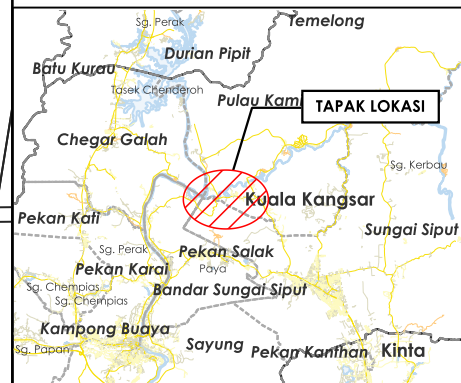 Sg. Perak
Temelong
Durian Pipit
Batu Kurau
Tasek Chenderoh
Pulau Kam
TAPAK LOKASI
Chegar Galah
Sg. Kerbau
Kuala Kangsar
Pekan Kati
Sungai Siput
Sg. Perak
Pekan Salak
Pekan Karai
Paya
Sg. Chempias
Bandar Sungai Siput
Sg. Chempias
Kampong Buaya
Sg. Papan
Sayung
Pekan Kanthan
Kinta